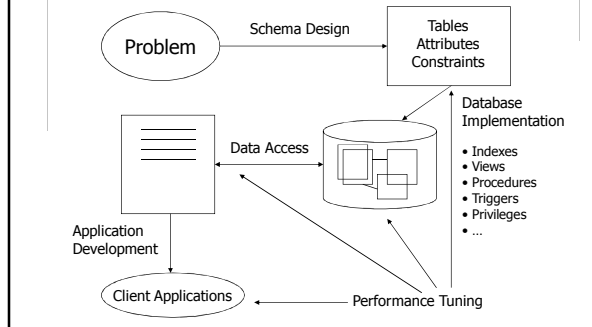 Problem
Schema Design
Tables
Attributes
Constraints
Database
Implementation
• Indexes
• Views
• Procedures
• Triggers
• Privileges
• ...
Data Access
Application
Development
Client Applications
Performance Tuning